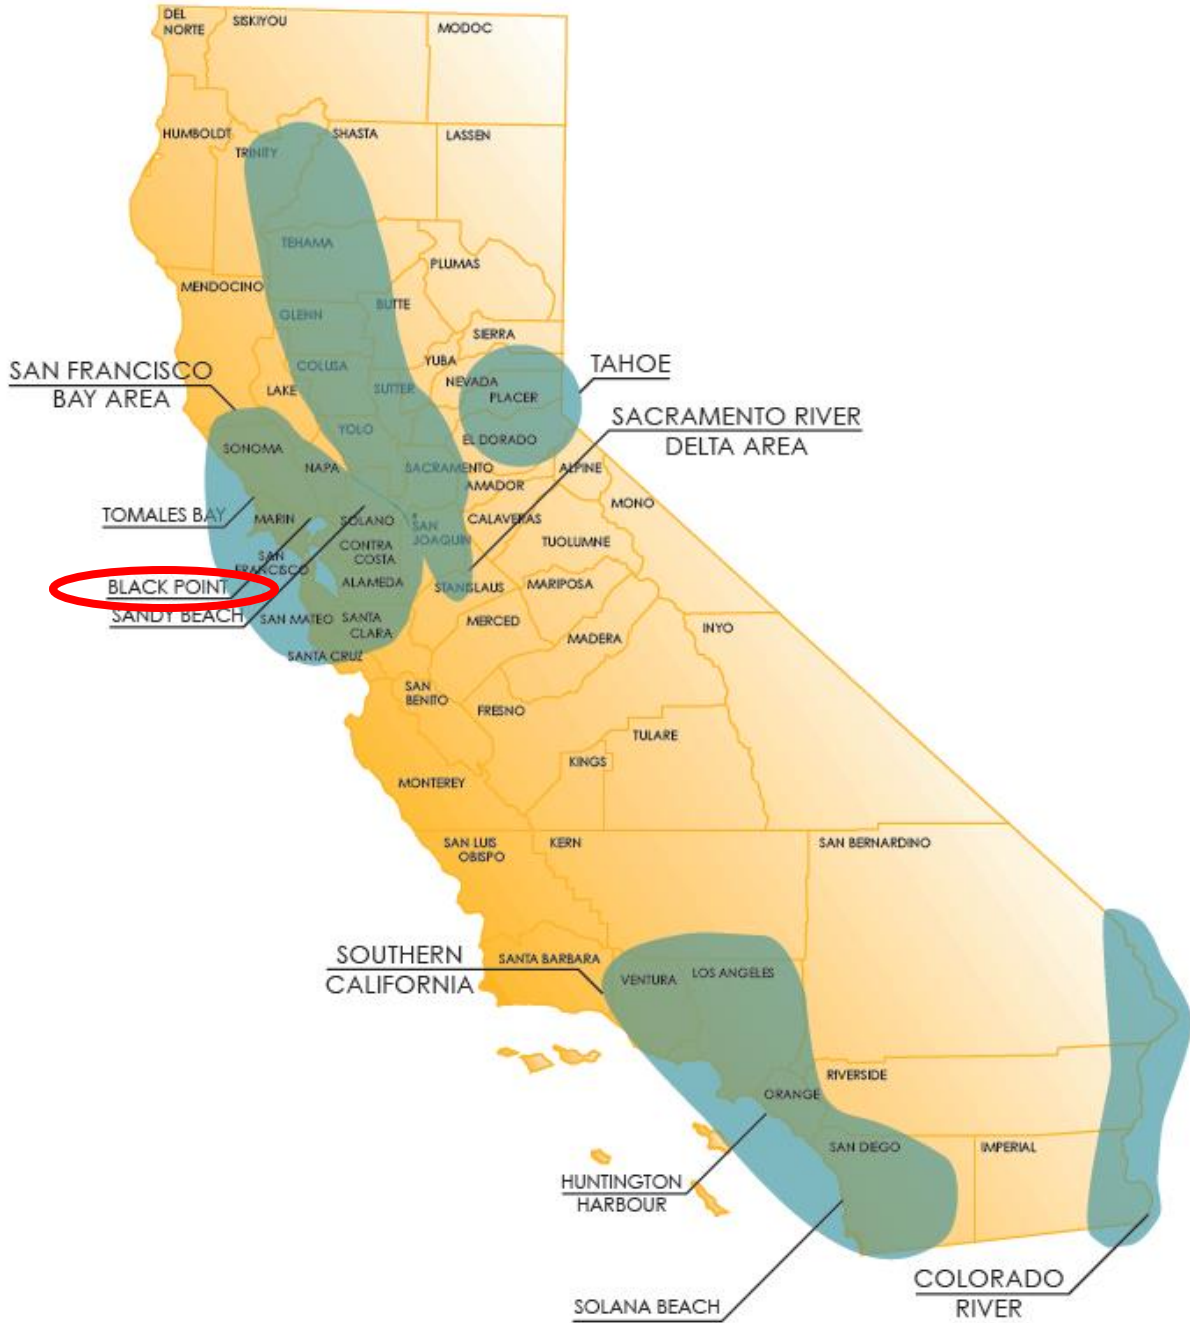 DEL
NORTE
SISKIYOU
MODOC
HUMBOLDT
TRINITY
SHASTA
LASSEN
TEHAMA
PLUMAS
MENDOCINO
GLENN
BUTTE
SIERRA
COLUSA
YUBA
NEVADA
TAHOE
SAN FRANCISCO
BAY AREA
LAKE
SUTTER
PLACER
SACRAMENTO RIVER
DELTA AREA
YOLO
EL DORADO
SONOMA
NAPA
SACRAMENTO
ALPINE
AMADOR
MONO
TOMALES BAY
MARIN
SOLANO
SAN
JOAQUIN
CALAVERAS
TUOLUMNE
CONTRA
COSTA
SAN
FRANCISCO
BLACK POINT
ALAMEDA
STANISLAUS
MARIPOSA
SANDY BEACH
SAN MATEO
SANTA
CLARA
MERCED
MADERA
INYO
SANTA CRUZ
SAN
BENITO
FRESNO
TULARE
KINGS
MONTEREY
SAN LUIS
OBISPO
KERN
SAN BERNARDINO
SOUTHERN
CALIFORNIA
SANTA BARBARA
VENTURA
LOS ANGELES
RIVERSIDE
ORANGE
SAN DIEGO
IMPERIAL
HUNTINGTON
HARBOUR
COLORADO
RIVER
SOLANA BEACH